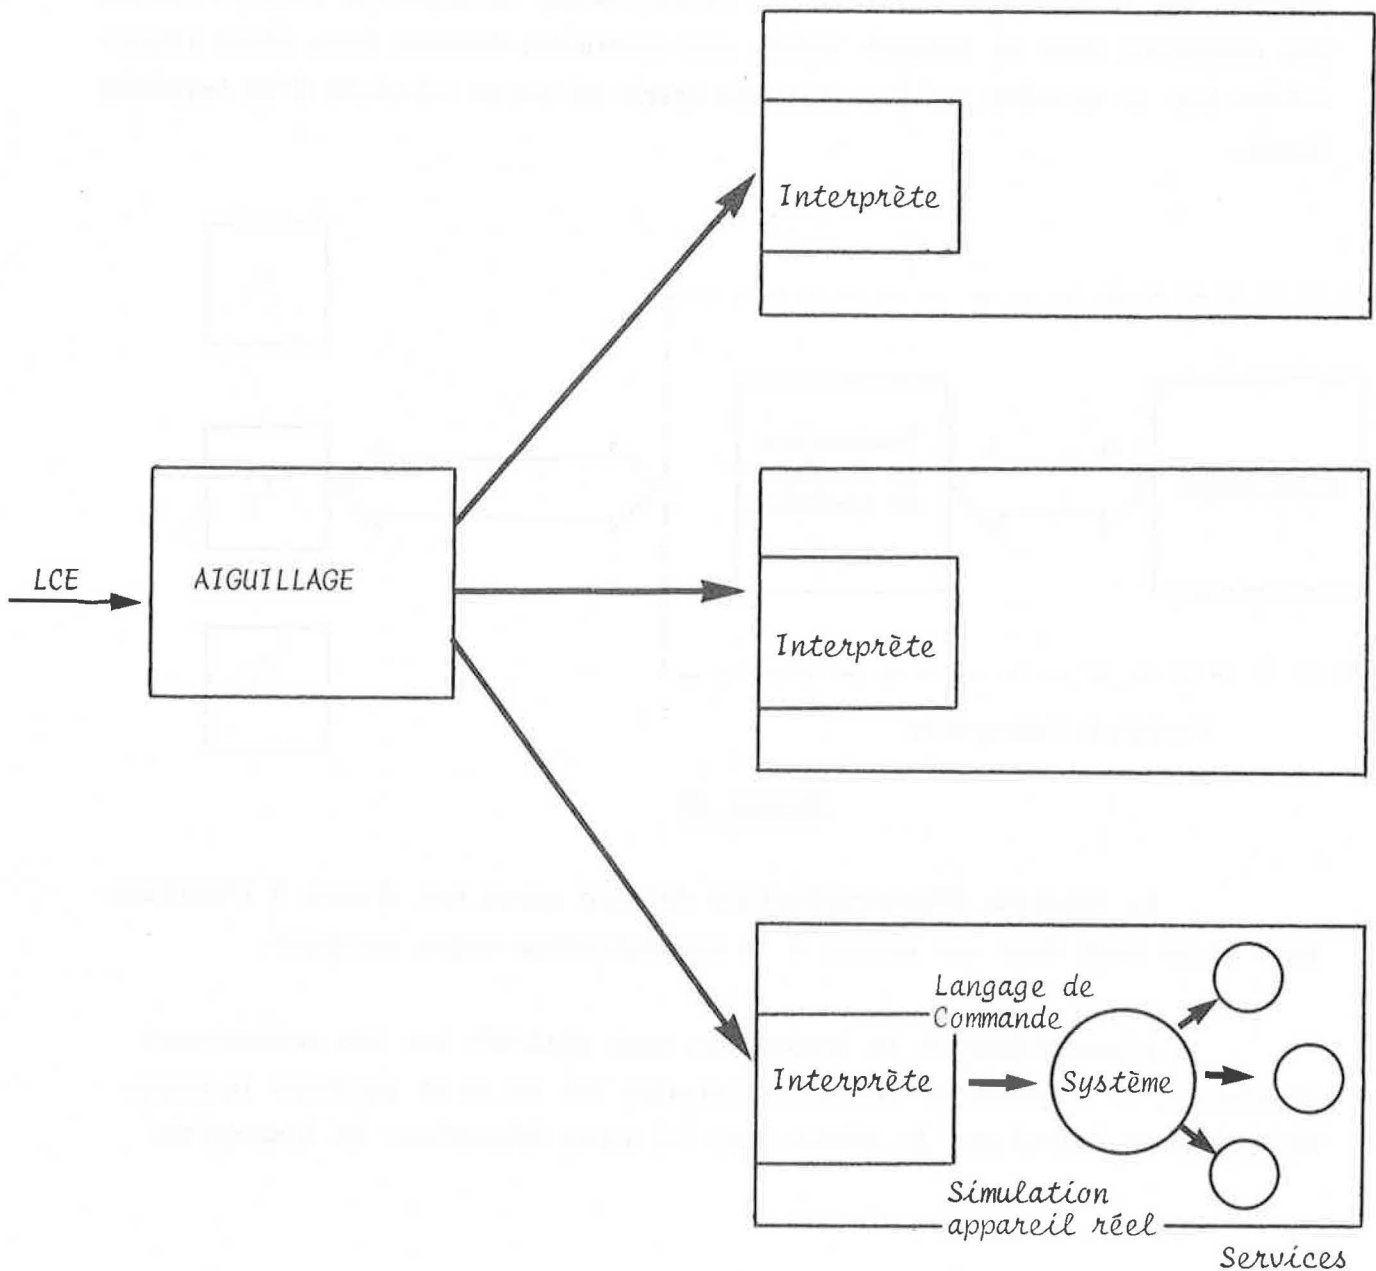 Interprète
LCE
AIGUILLAGE
Interprète
Langage de
Commande
Interprète
Système
Simulation
appareil réel
Services